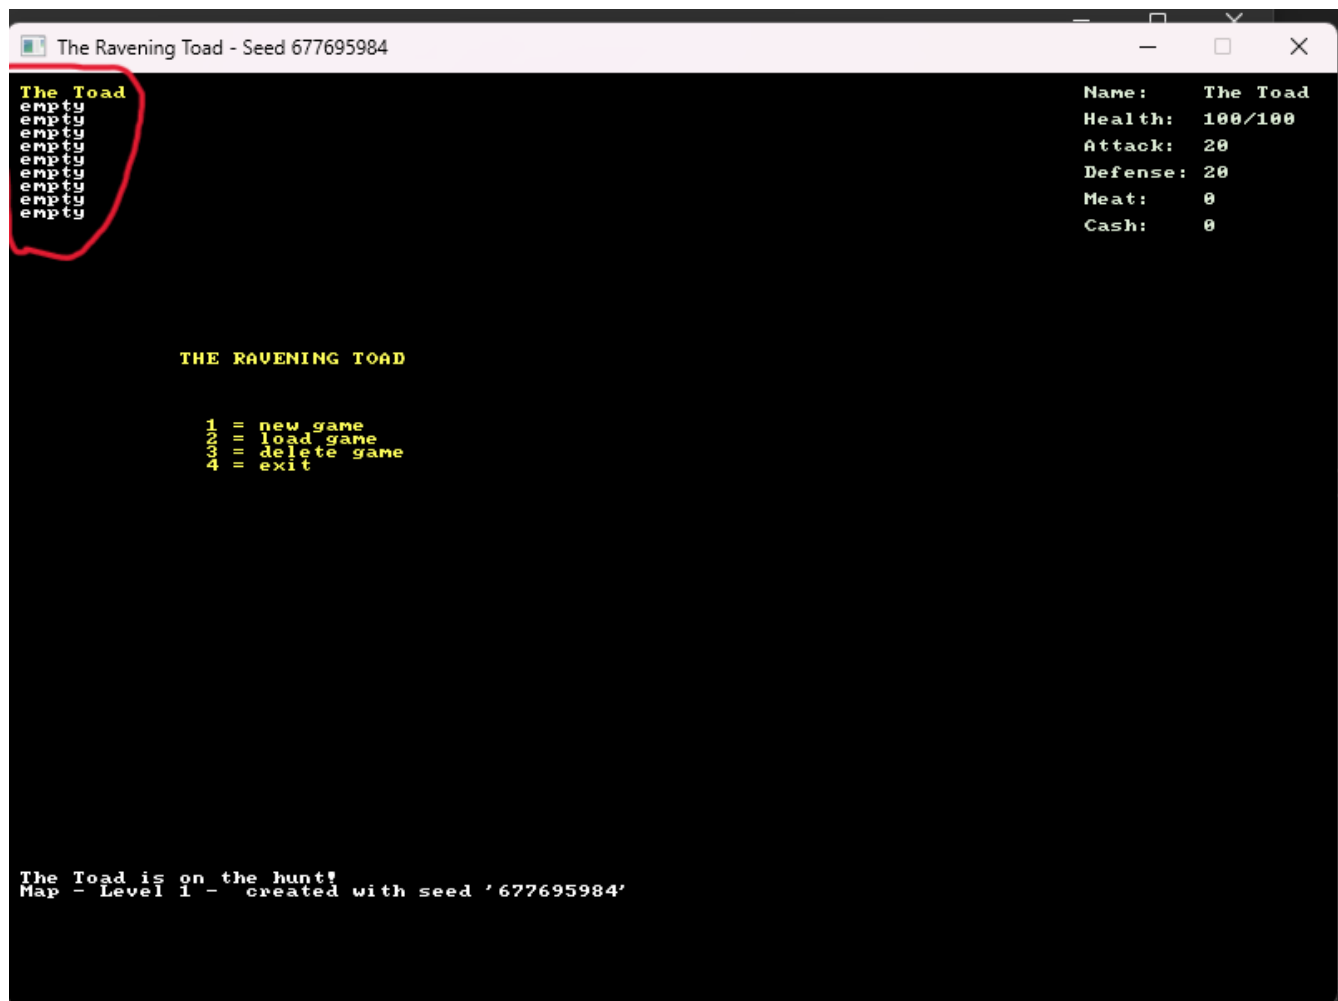 The Ravening Toad - Seed 677695984
The Toad
empty
empty
empty
empty
empty
empty
empty
empty
empty
Name: The Toad
Health: 100/100
Attack: 20
Defense: 20
Meat: 0
Cash: 0
THE RAVENING TOAD
1 = new game
2 = load game
3 = delete game
4 = exit
The Toad is on the hunt!
Map - Level 1 -  created with seed '677695984'